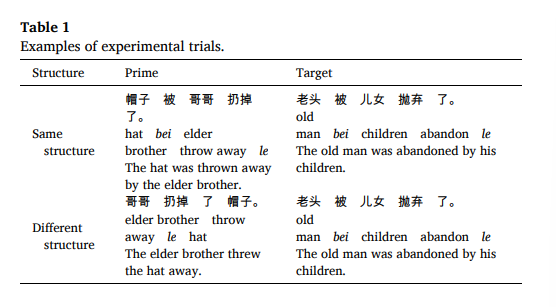 Table 1
Examples of experimental trials.
Structure Prime Target
Same structure
帽子 被 哥哥 扔掉
了。
hat bei elder
brother throw away le
The hat was thrown away
by the elder brother.
老头 被 儿女 抛弃 了。
old
man bei children abandon le
The old man was abandoned by his
children.
Different
structure
哥哥 扔掉 了 帽子。
elder brother throw
away le hat
The elder brother threw
the hat away.
老头 被 儿女 抛弃 了。
old
man bei children abandon le
The old man was abandoned by his
children.